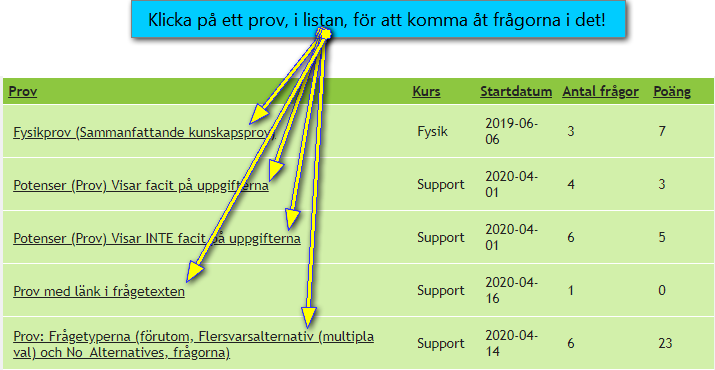 Klicka på ett prov, i listan, för att komma åt frågorna i det!
Prov Kurs Startdatum Antal frågor Poäng
Fysikprov (Sammanfattande kunskapsprov) Fysik 2019-06-
06 3 7
Potenser (Prov) Visar facit på uppgifterna Support 2020-04-
01 4 3
Potenser (Prov) Visar INTE facit på uppgifterna Support 2020-04-
01 6 5
Prov med länk i frågetexten Support 2020-04-
16 1 0
Prov: Frågetyperna (förutom, Flersvarsalternativ (multipla
val) och No_Alternatives, frågorna) Support 2020-04-
14 6 23